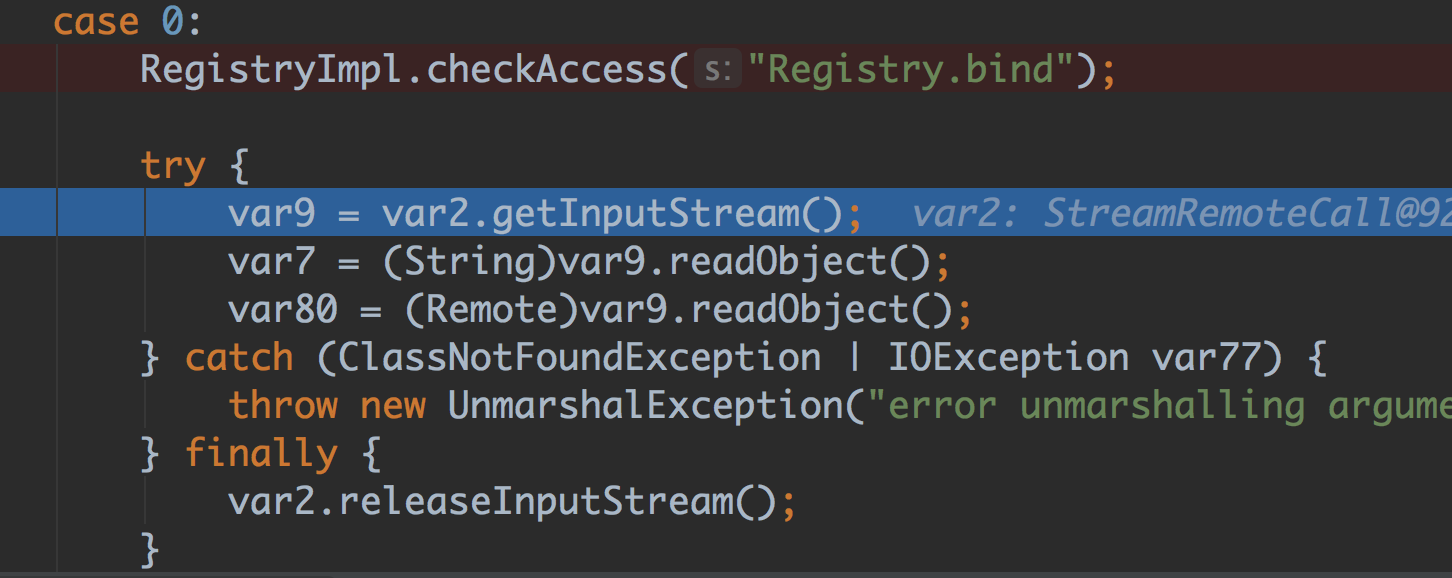 case 0:
RegistryImpl.checkAccess( s: "Registry.bind");
try {
var9 = var2.getInputStream(); var2: StreamRemoteCall@92
var7 = (String)var9.readObject();
var80 = (Remote)var9.readObject();
} catch (ClassNotFoundException | IOException var77) {
throw new UnmarshalException("error unmarshalling argume
} finally {
var2.releaseInputStream();
}